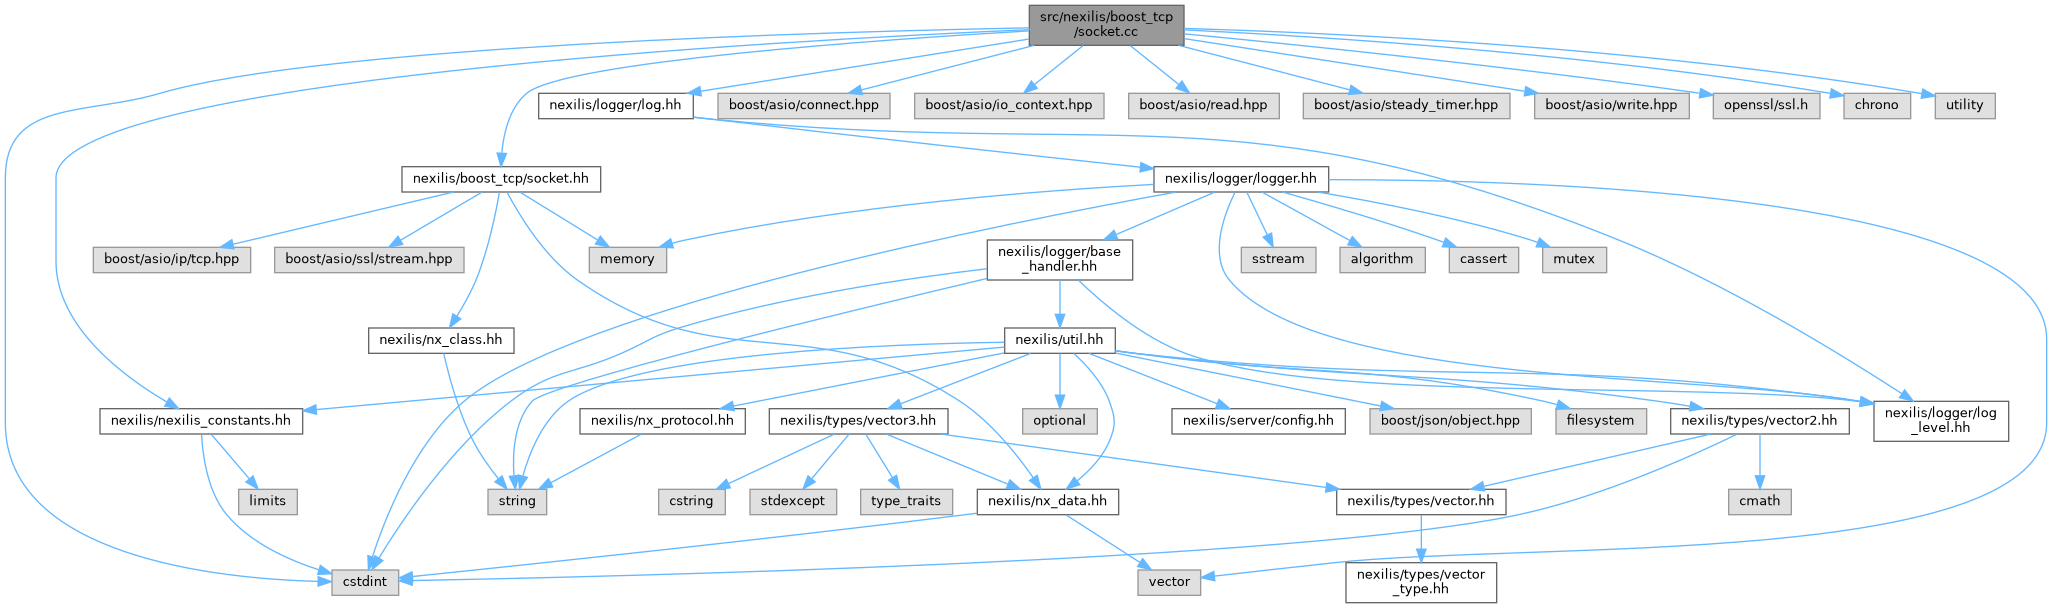 src/nexilis/boost_tcp
/socket.cc
nexilis/logger/log.hh
boost/asio/connect.hpp
boost/asio/io_context.hpp
boost/asio/read.hpp
boost/asio/steady_timer.hpp
boost/asio/write.hpp
openssl/ssl.h
chrono
utility
nexilis/boost_tcp/socket.hh
nexilis/logger/logger.hh
boost/asio/ip/tcp.hpp
boost/asio/ssl/stream.hpp
memory
nexilis/logger/base
_handler.hh
sstream
algorithm
cassert
mutex
nexilis/nx_class.hh
nexilis/util.hh
nexilis/nexilis_constants.hh
nexilis/nx_protocol.hh
nexilis/types/vector3.hh
optional
nexilis/server/config.hh
boost/json/object.hpp
filesystem
nexilis/types/vector2.hh
nexilis/logger/log
_level.hh
limits
string
cstring
stdexcept
type_traits
nexilis/nx_data.hh
nexilis/types/vector.hh
cmath
cstdint
vector
nexilis/types/vector
_type.hh